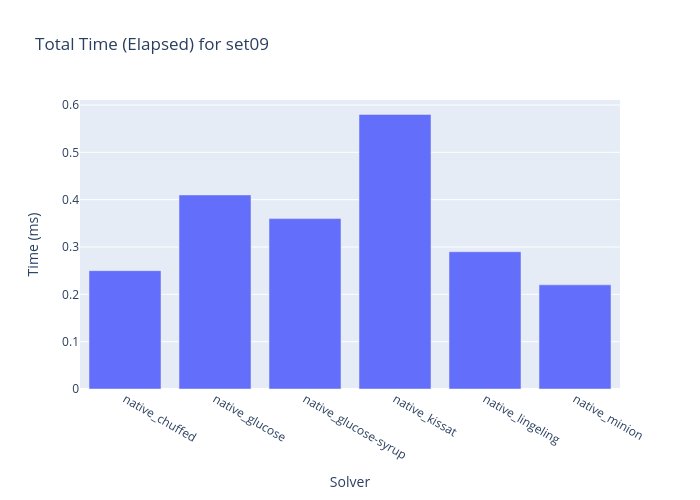 Total Time (Elapsed) for set09
0.6
0.5
0.4
0.3
0.2
0.1
0
Time (ms)
native_chuffed
native_glucose
native_glucose-syrup
native_kissat
native_lingeling
native_minion
Solver